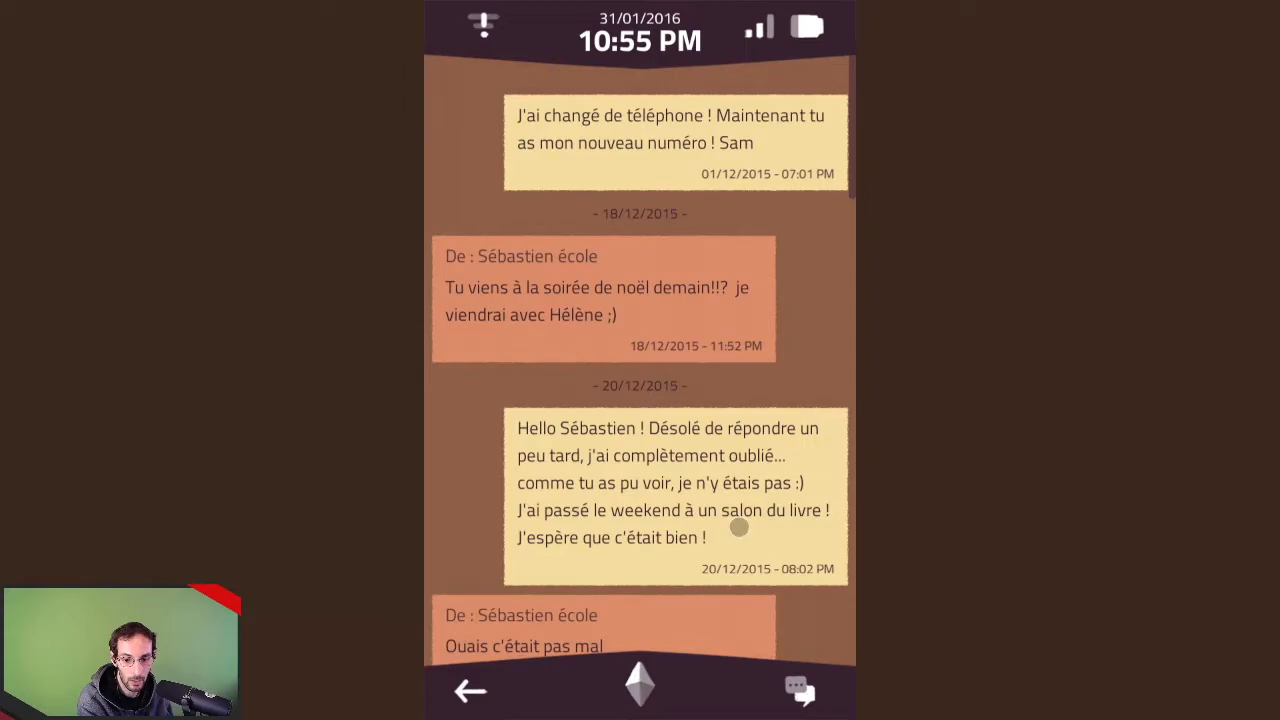 31/01/2016
10:55 PM
J'ai changé de téléphone ! Maintenant tu
as mon nouveau numéro ! Sam
01/12/2015 - 07:01 PM
- 18/12/2015 -
De : Sébastien école
Tu viens à la soirée de noël demain!!?  je
viendrai avec Hélène ;)
18/12/2015 - 11:52 PM
- 20/12/2015 -
Hello Sébastien ! Désolé de répondre un
peu tard, j'ai complètement oublié...
comme tu as pu voir, je n'y étais pas :)
J'ai passé le weekend à un salon du livre !
J'espère que c'était bien !
20/12/2015 - 08:02 PM
De : Sébastien école
Ouais c'était pas mal